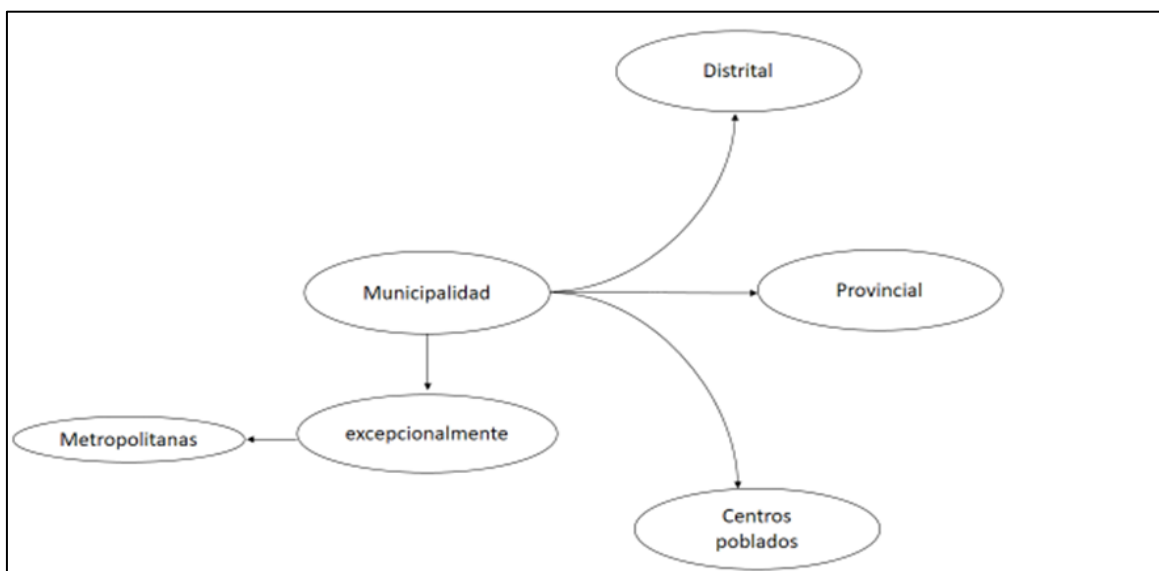 Distrital
Municipalidad
Provincial
excepcionalmente
Metropolitanas
Centros
poblados